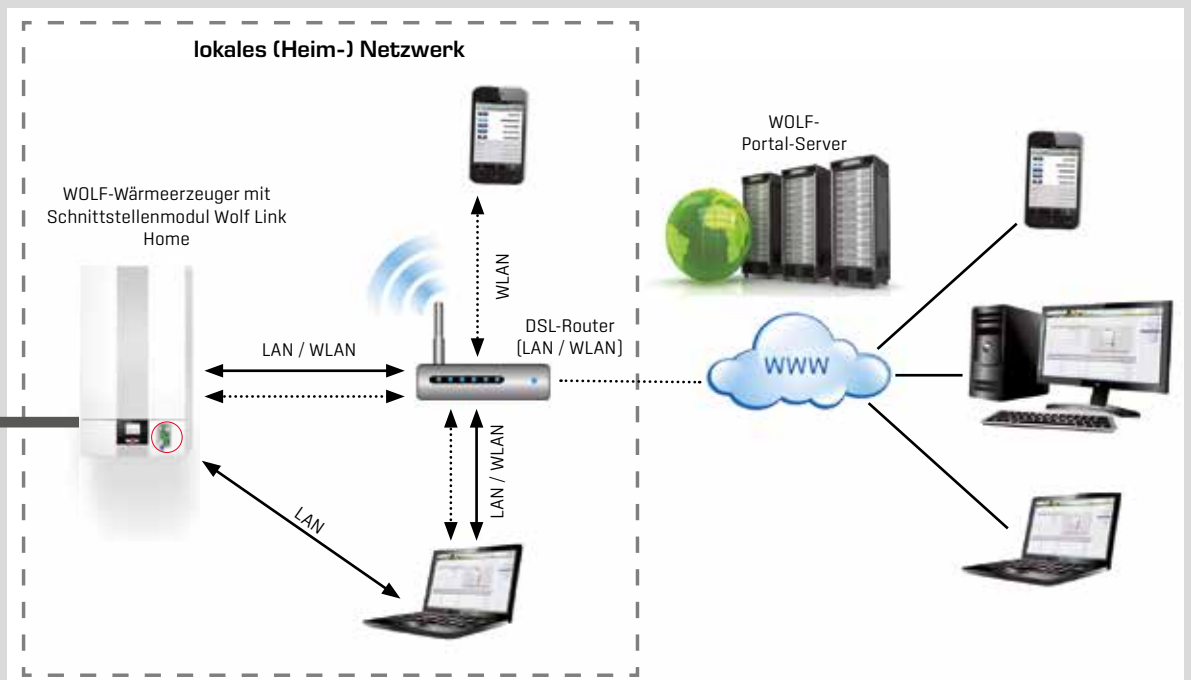 lokales (Heim-) Netzwerk
WOLF-
Portal-Server
WOLF-Wärmeerzeuger mit
Schnittstellenmodul Wolf Link
Home
WLAN
DSL-Router
(LAN / WLAN)
LAN / WLAN
WWW
LAN / WLAN
LAN